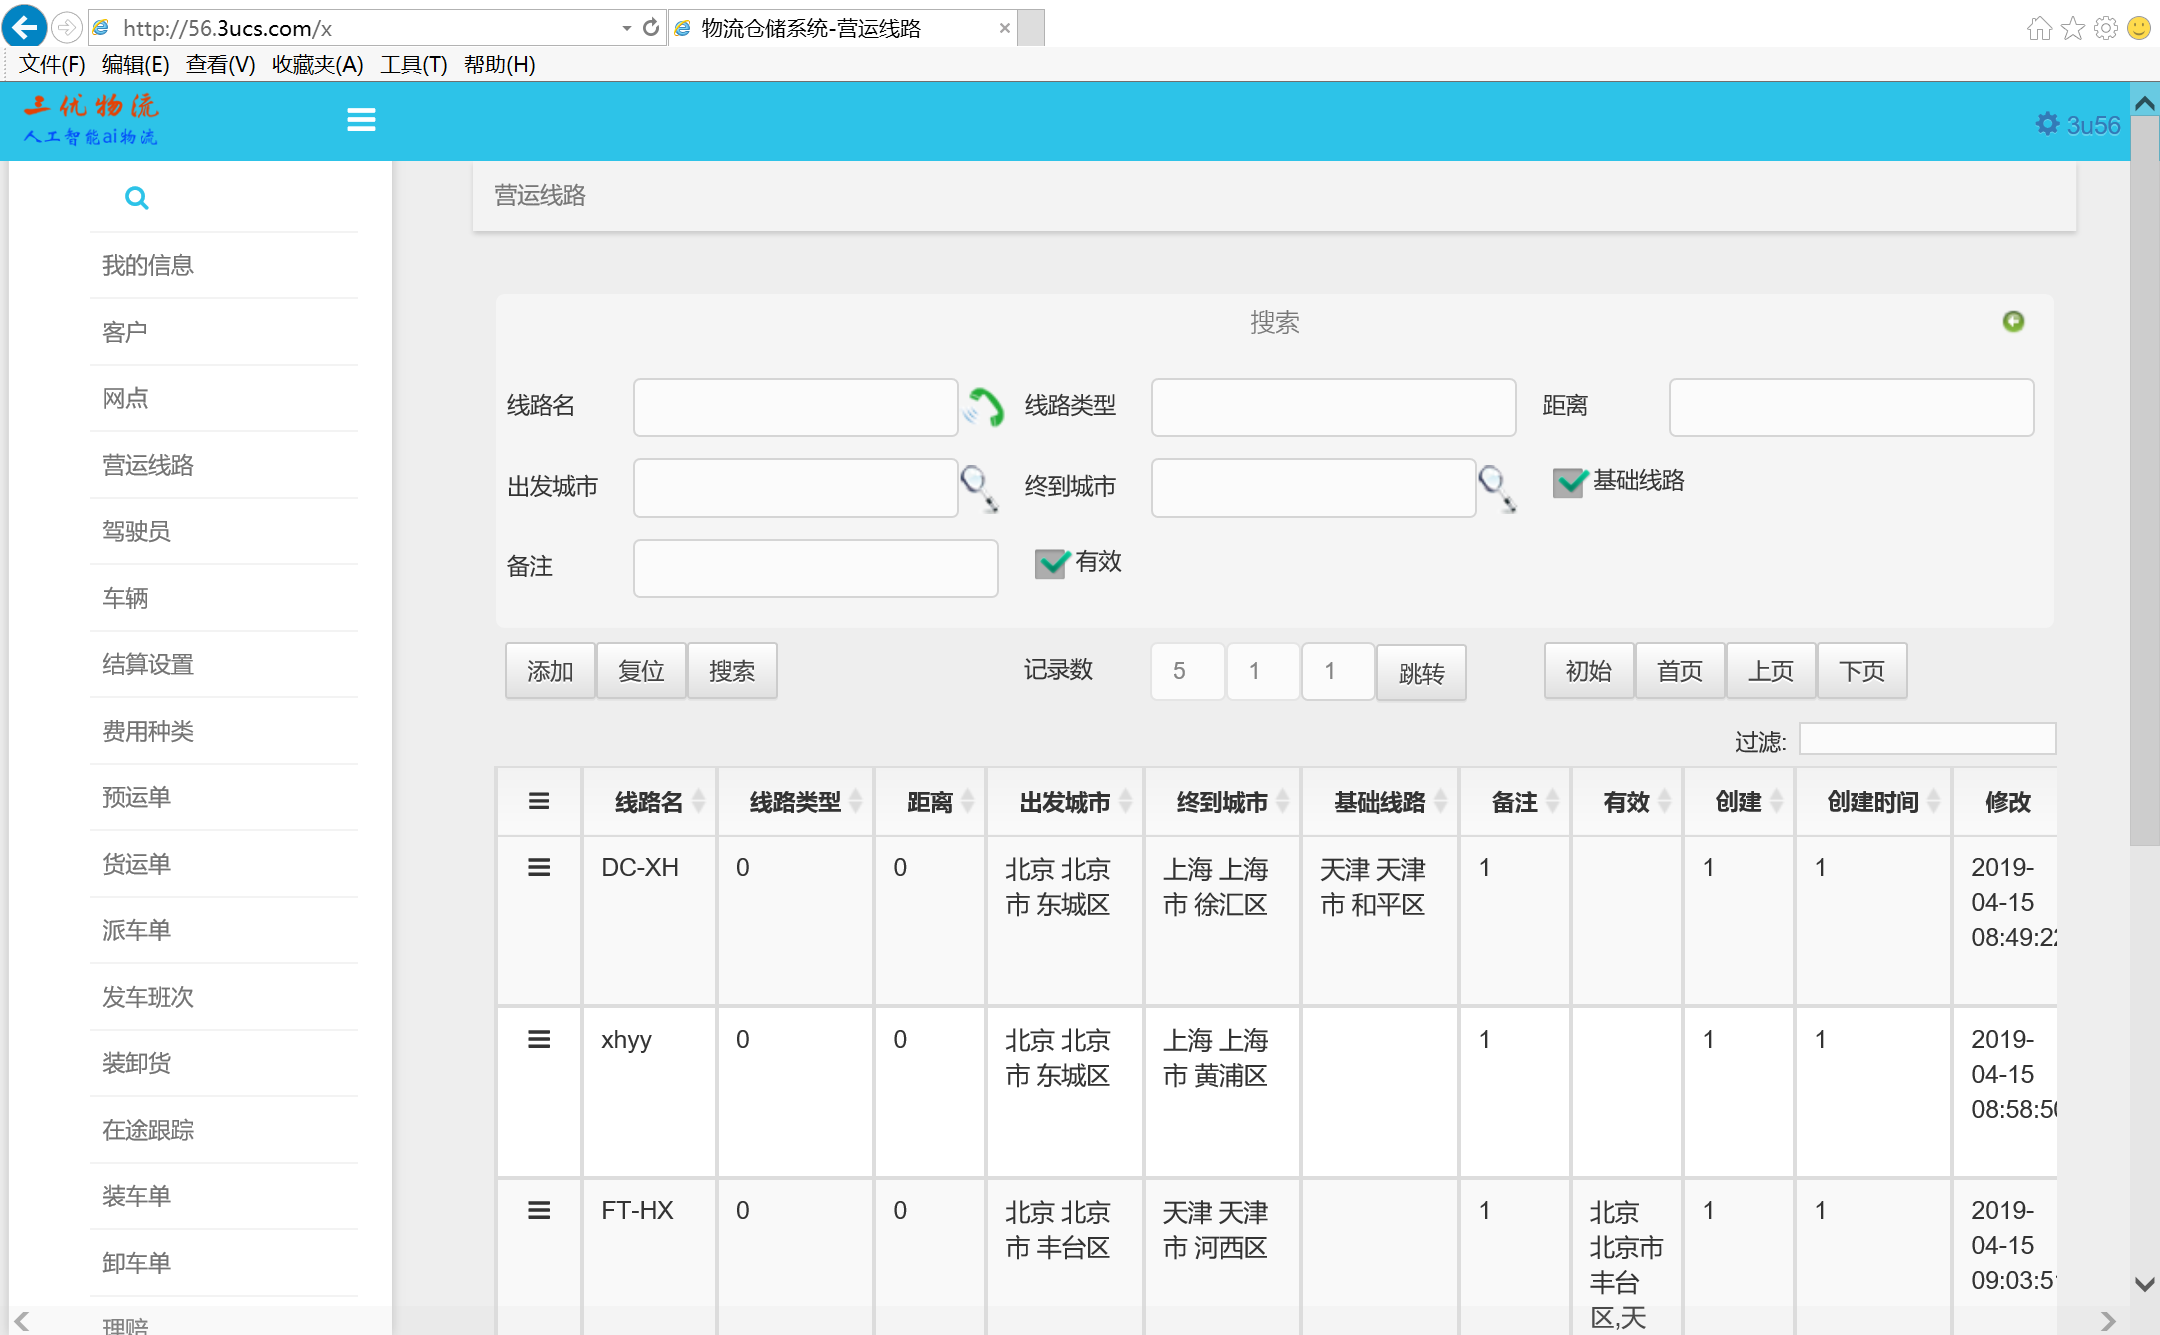 http://56.3ucs.com/x
物流仓储系统-营运线路
文件(F) 编辑(E) 查看(V) 收藏夹(A) 工具(T) 帮助(H)
三优物流
人工智能ai物流
3u56
我的信息
客户
网点
营运线路
驾驶员
车辆
结算设置
费用种类
预运单
货运单
派车单
发车班次
装卸货
在途跟踪
装车单
卸车单
理赔
营运线路
搜索
线路名 线路类型 距离
出发城市 终到城市 基础线路
备注 有效
添加 复位 搜索 记录数 5 1 1 跳转 初始 首页 上页 下页
过滤:
线路名 线路类型 距离 出发城市 终到城市 基础线路 备注 有效 创建 创建时间 修改
DC-XH 0 0 北京 北京 上海 上海 天津 天津 1 1 1 2019-
市 东城区 市 徐汇区 市 和平区 04-15
08:49:22
xhyy 0 0 北京 北京 上海 上海 1 1 1 2019-
市 东城区 市 黄浦区 04-15
08:58:50
FT-HX 0 0 北京 北京 天津 天津 1 北京 1 1 2019-
市 丰台区 市 河西区 北京市 04-15
丰台 09:03:51
区,天